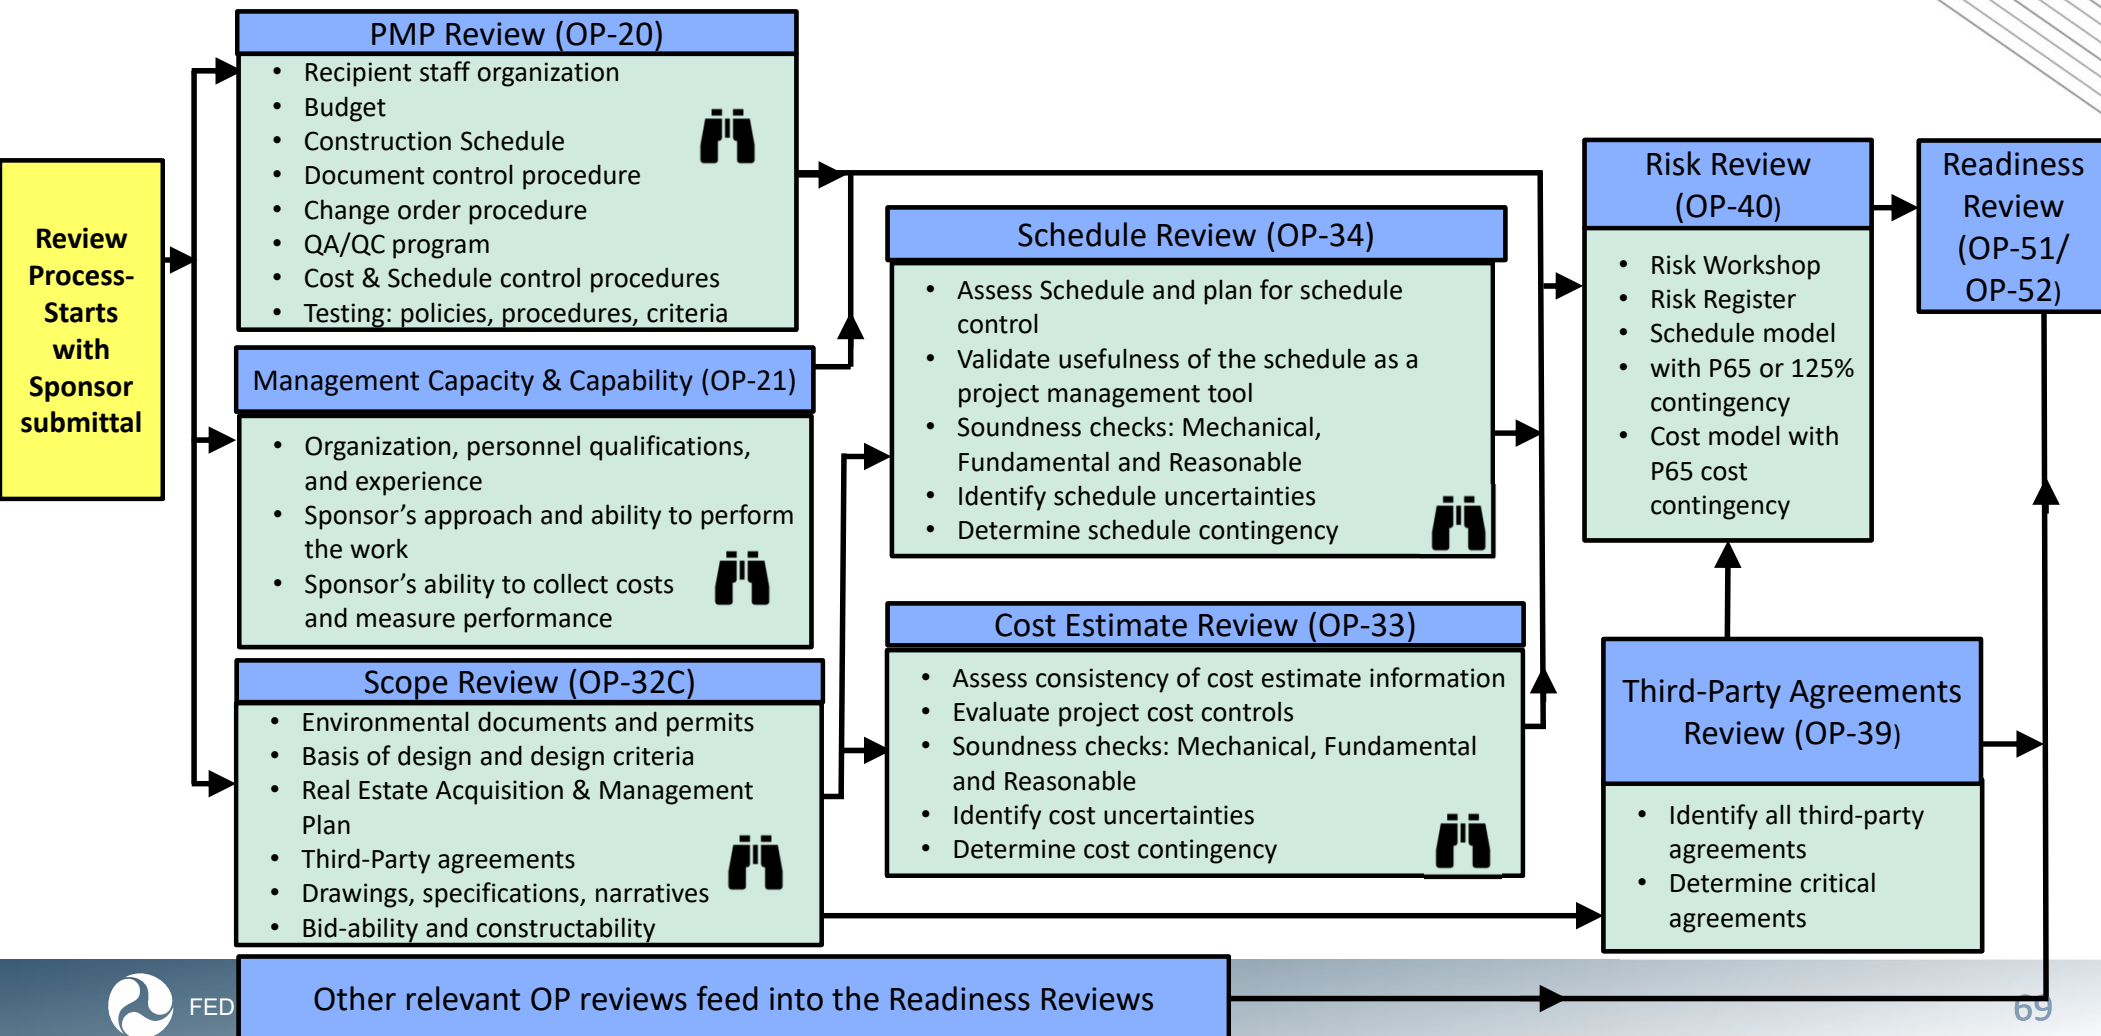 PMP Review (OP-20)
• Recipient staff organization
• Budget
• Construction Schedule
• Document control procedure
• Change order procedure
• QA/QC program
• Cost & Schedule control procedures
• Testing: policies, procedures, criteria
Review
Process-
Starts
with
Sponsor
submittal
Management Capacity & Capability (OP-21)
• Organization, personnel qualifications,
and experience
• Sponsor’s approach and ability to perform
the work
• Sponsor’s ability to collect costs
and measure performance
Scope Review (OP-32C)
• Environmental documents and permits
• Basis of design and design criteria
• Real Estate Acquisition & Management
Plan
• Third-Party agreements
• Drawings, specifications, narratives
• Bid-ability and constructability
Schedule Review (OP-34)
• Assess Schedule and plan for schedule
control
• Validate usefulness of the schedule as a
project management tool
• Soundness checks: Mechanical,
Fundamental and Reasonable
• Identify schedule uncertainties
• Determine schedule contingency
Cost Estimate Review (OP-33)
• Assess consistency of cost estimate information
• Evaluate project cost controls
• Soundness checks: Mechanical, Fundamental
and Reasonable
• Identify cost uncertainties
• Determine cost contingency
Risk Review
(OP-40)
• Risk Workshop
• Risk Register
• Schedule model
• with P65 or 125%
contingency
• Cost model with
P65 cost
contingency
Readiness
Review
(OP-51/
OP-52)
Third-Party Agreements
Review (OP-39)
• Identify all third-party
agreements
• Determine critical
agreements
FED
Other relevant OP reviews feed into the Readiness Reviews
69